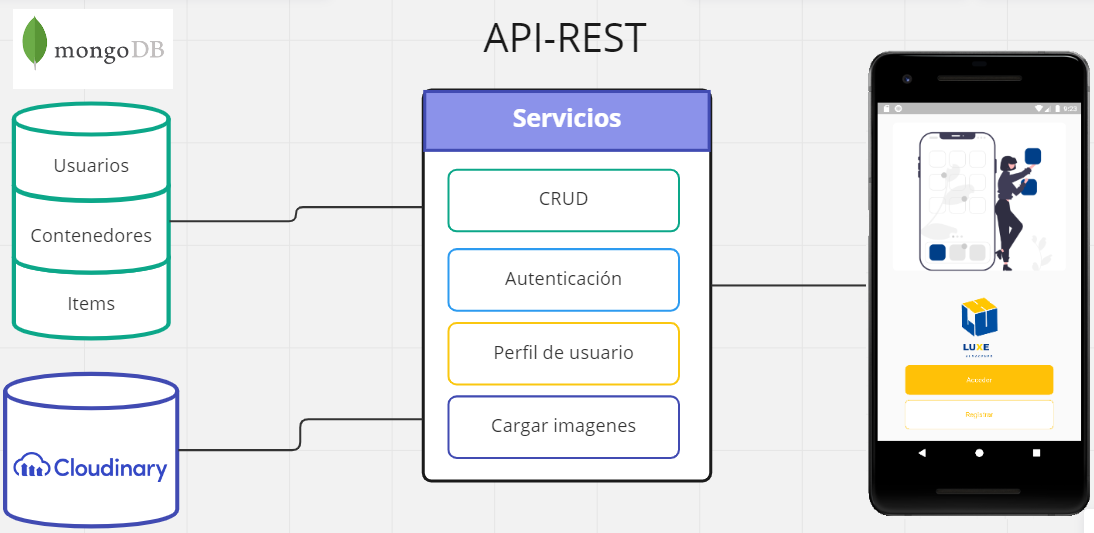 mongoDB
API-REST
Usuarios
Contenedores
Items
Cloudinary
Servicios
CRUD
Autenticación
Perfil de usuario
Cargar imagenes
9:23
LUXE
Acceder
Registrar